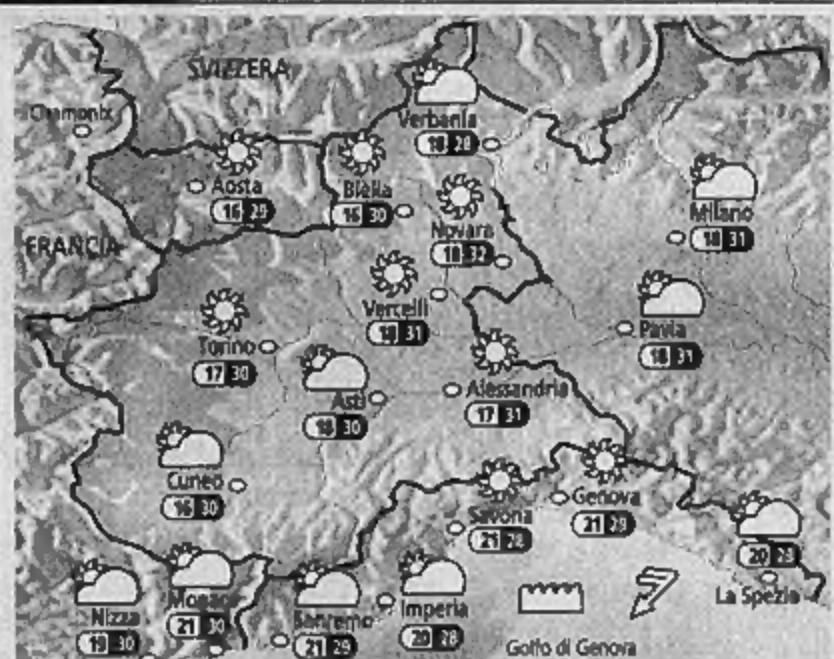 SVIZZERA
Chamonix
Verbania
18 28
Aosta
16 29
Biella
16 30
Milano
18 31
Novara
18 32
FRANCIA
Vercelli
18 31
Pavia
18 31
Torino
17 30
Asti
18 30
Alessandria
17 31
Cuneo
16 30
Savona
21 28
Genova
21 29
20 28
La Spezia
Nizza
19 30
Monaco
21 30
Sanremo
21 29
Imperia
20 28
Golfo di Genova